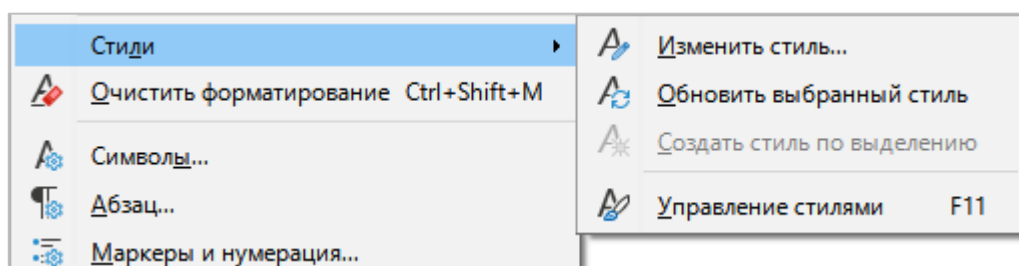 Стили
Очистить форматирование Ctrl+Shift+M
Символы...
Абзац...
Маркеры и нумерация...
Изменить стиль...
Обновить выбранный стиль
Создать стиль по выделению
Управление стилями F11